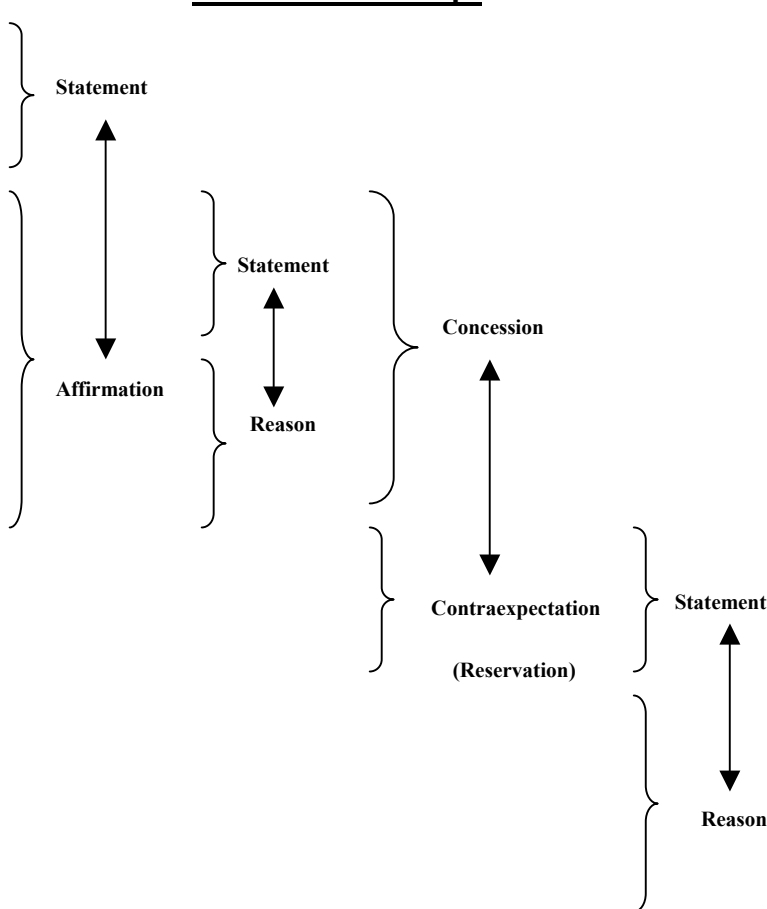 Statement
Statement
Concession
Affirmation
Reason
Contraexpectation
Statement
(Reservation)
Reason